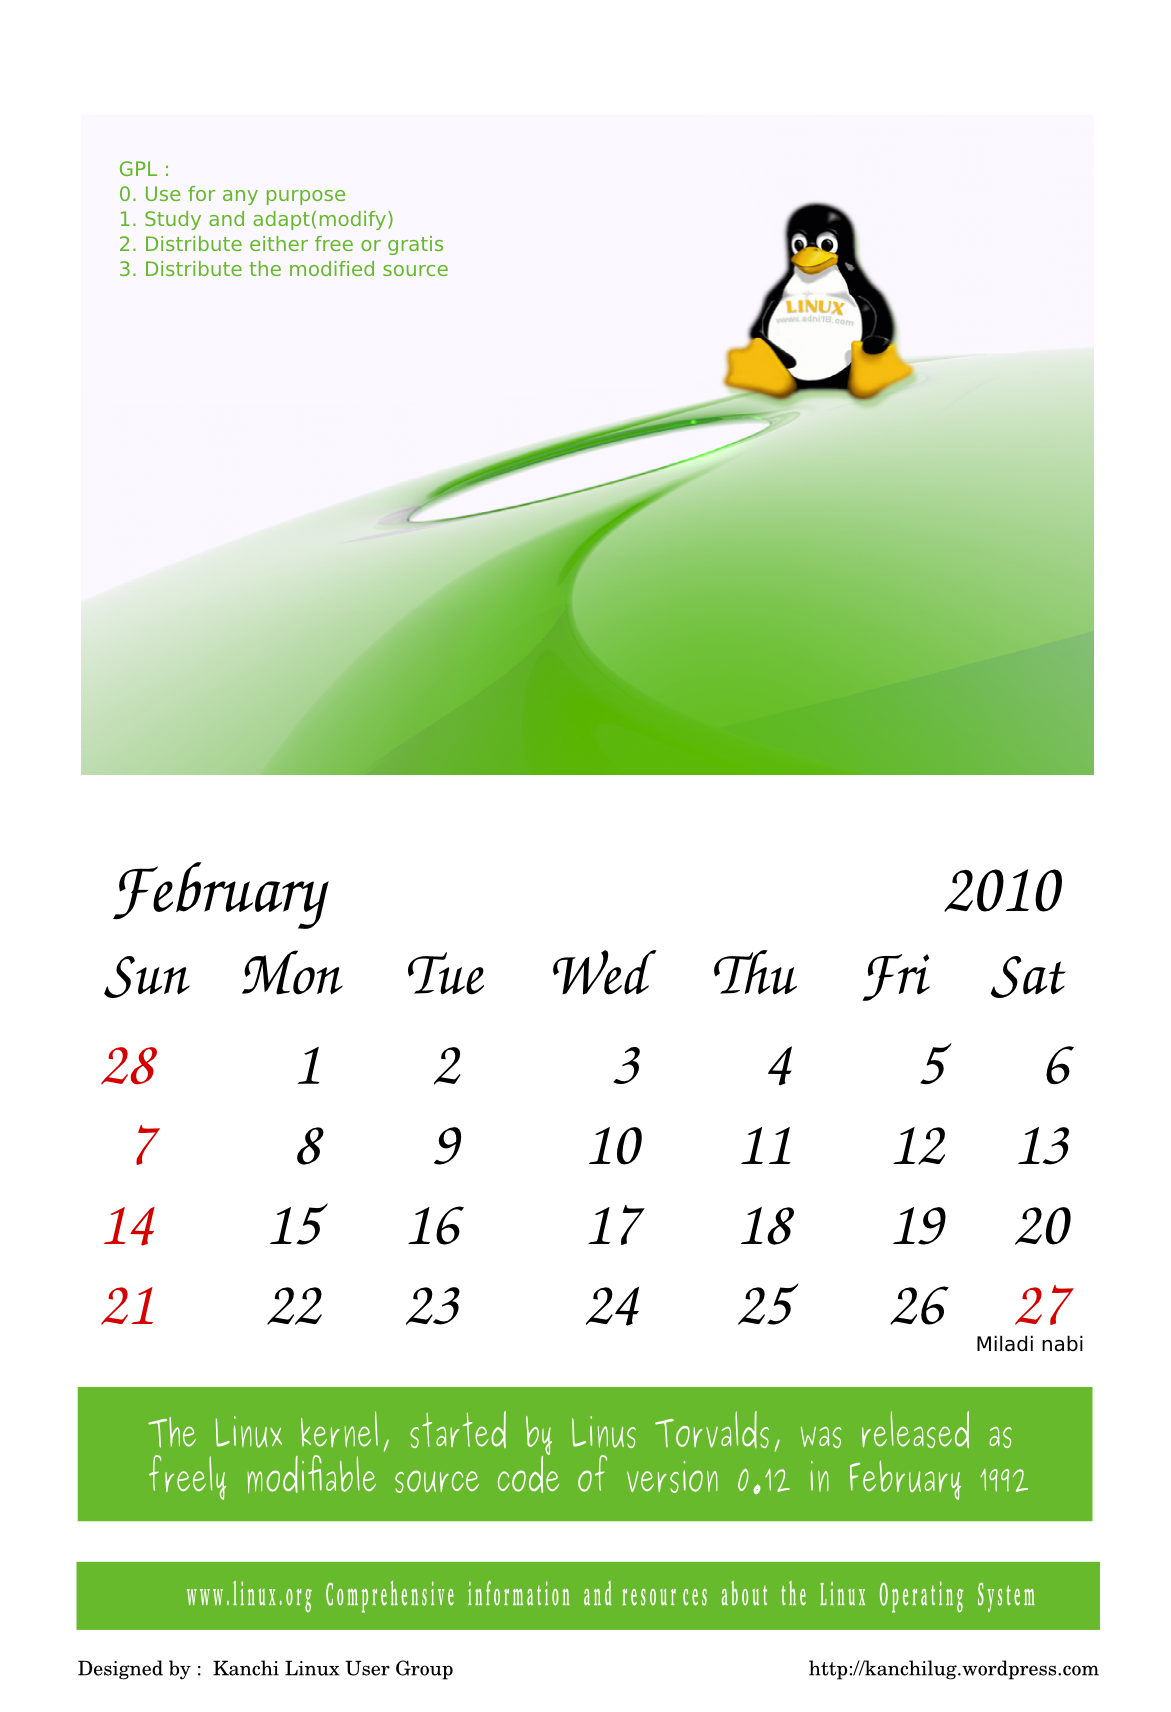 GPL :
0. Use for any purpose
1. Study and adapt(modify)
2. Distribute either free or gratis
3. Distribute the modified source
LINUX
www.adni18.com
February 2010
Sun Mon Tue Wed Thu Fri Sat
28 1 2 3 4 5 6
7 8 9 10 11 12 13
14 15 16 17 18 19 20
21 22 23 24 25 26 27
Miladi nabi
The Linux kernel, started by Linus Torvalds, was released as
freely modifiable source code of version 0.12 in February 1992
www.linux.org Comprehensive information and resources about the Linux Operating System
Designed by : Kanchi Linux User Group http://kanchilug.wordpress.com